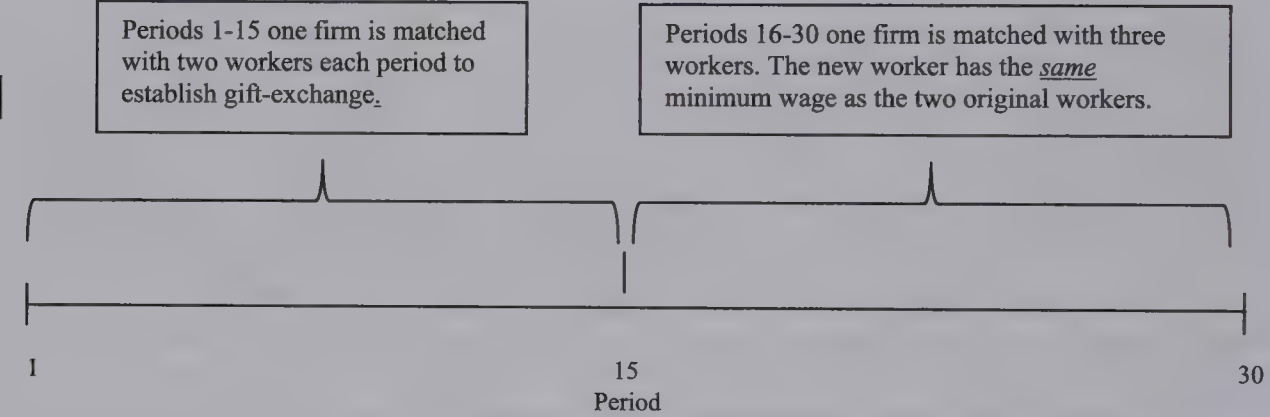 Periods 1-15 one firm is matched
with two workers each period to
establish gift-exchange.
Periods 16-30 one firm is matched with three
workers. The new worker has the same
minimum wage as the two original workers.
1
15
30
Period